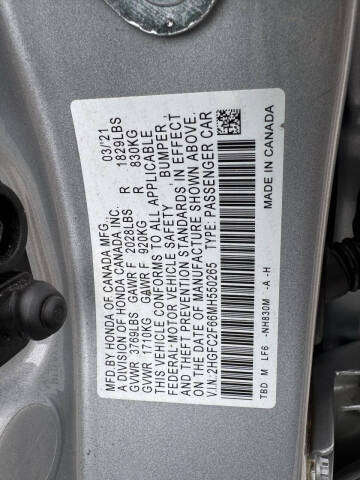 MFD.BY HONDA OF CANADA MFG., 03/'21
A DIVISION OF HONDA CANADA INC.
GVWR 3769LBS GAWR F 2028LBS R 1829LBS
GVWR 1710KG GAWR F 920KG R 830KG
THIS VEHICLE CONFORMS TO ALL APPLICABLE
FEDERAL MOTOR VEHICLE SAFETY BUMPER,
STANDARDS AND THEFT PREVENTION STANDARDS IN EFFECT
ON THE DATE OF MANUFACTURE SHOWN ABOVE.
V.I.N.:2HGFC2F66MH560265 TYPE: PASSENGER CAR
TBD M LF6 -NH830M -A -H MADE IN CANADA